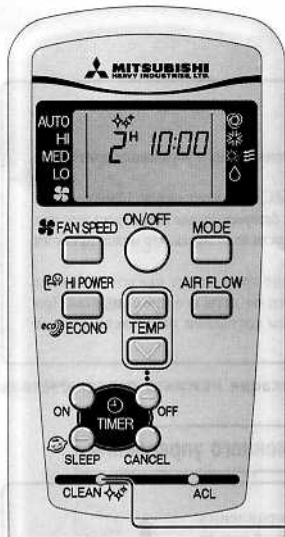 MITSUBISHI
HEAVY INDUSTRIES, LTD.
AUTO
HI
MED
LO
2H 10:00
FAN SPEED
ON/OFF
MODE
HI POWER
AIR FLOW
eco ECONO
TEMP
ON
OFF
TIMER
SLEEP
CANCEL
CLEAN
ACL